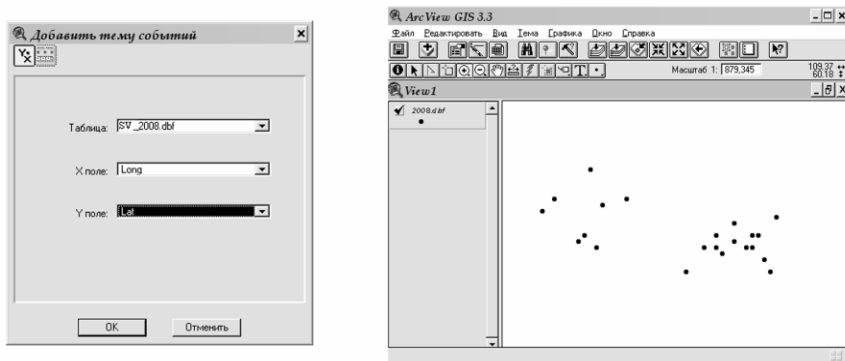 Добавить тему событий
Таблица: SV_2008.dbf
X поле: Long
Y поле: Lat
OK
Отменить
ArcView GIS 3.3
Файл Редактировать Вид Тема Графика Окно Справка
Масштаб 1: 879,345
109.37
60.18
View1
2008.dbf